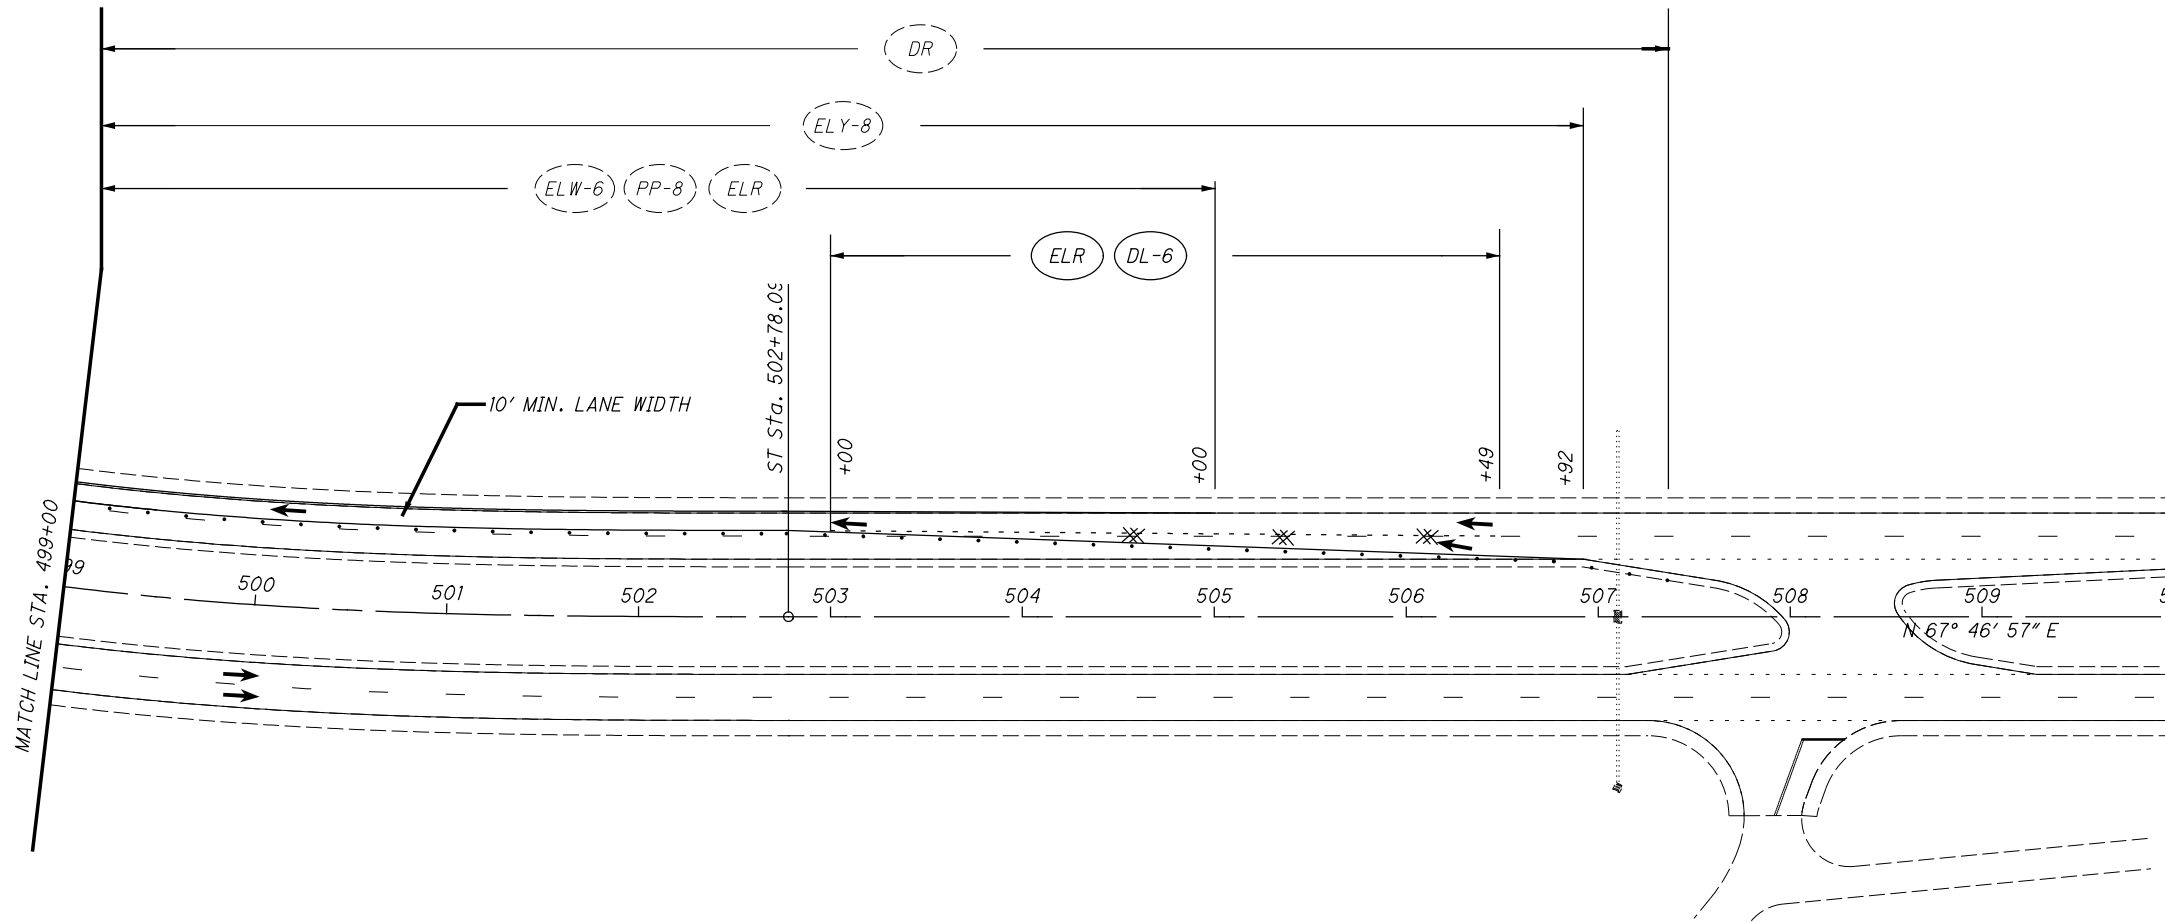 DR
ELY-8
ELW-6 PP-8 ELR
ELR DL-6
ST Sta. 502+78.09
10' MIN. LANE WIDTH
+00
+00
+49
+92
MATCH LINE STA. 499+00
99 500 501 502 503 504 505 506 507 508 509
N 67° 46' 57" E